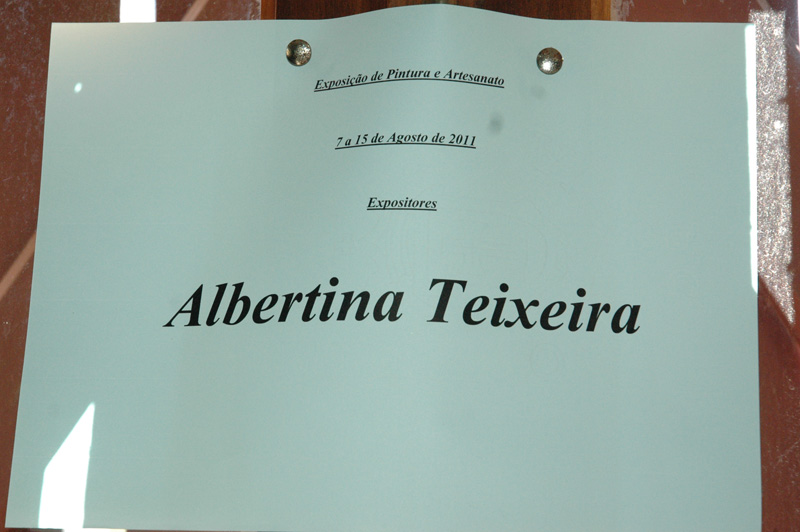 Exposição de Pintura e Artesanato
7 a 15 de Agosto de 2011
Expositores
Albertina Teixeira